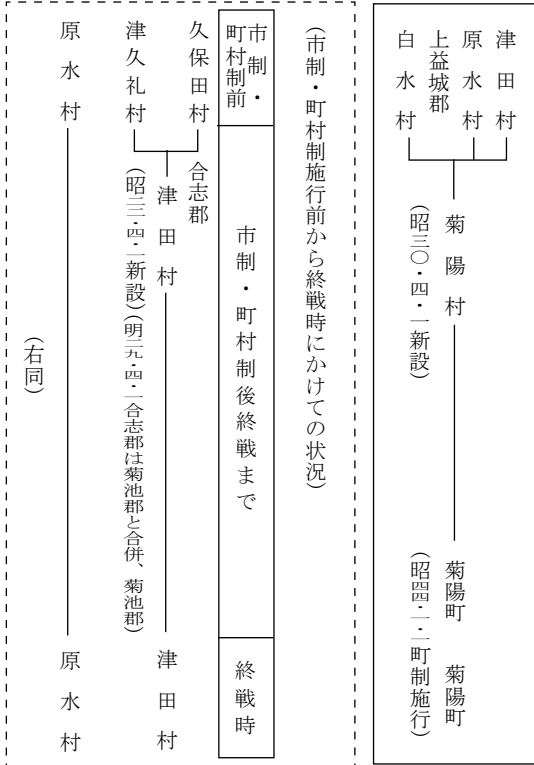 津田村
原水村
上益城郡
白水村
菊陽村
(昭三〇・四・一新設)
菊陽町 菊陽町
(昭四四・一・一町制施行)
(市制・町村制施行前から終戦時にかけての状況)
市制・
町村制前
市制・町村制後終戦まで
終戦時
久保田村
津久礼村
合志郡
津田村
(昭三二・四・一新設)(明二九・四・一合志郡は菊池郡と合併、菊池郡)
津田村
原水村
(右同)
原水村